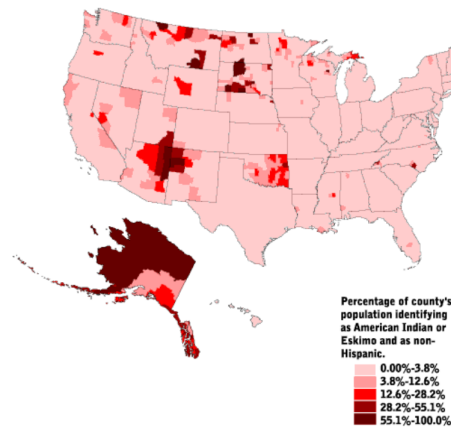 Percentage of county's
population identifying
as American Indian or
Eskimo and as non-
Hispanic.
0.00%-3.8%
3.8%-12.6%
12.6%-28.2%
28.2%-55.1%
55.1%-100.0%